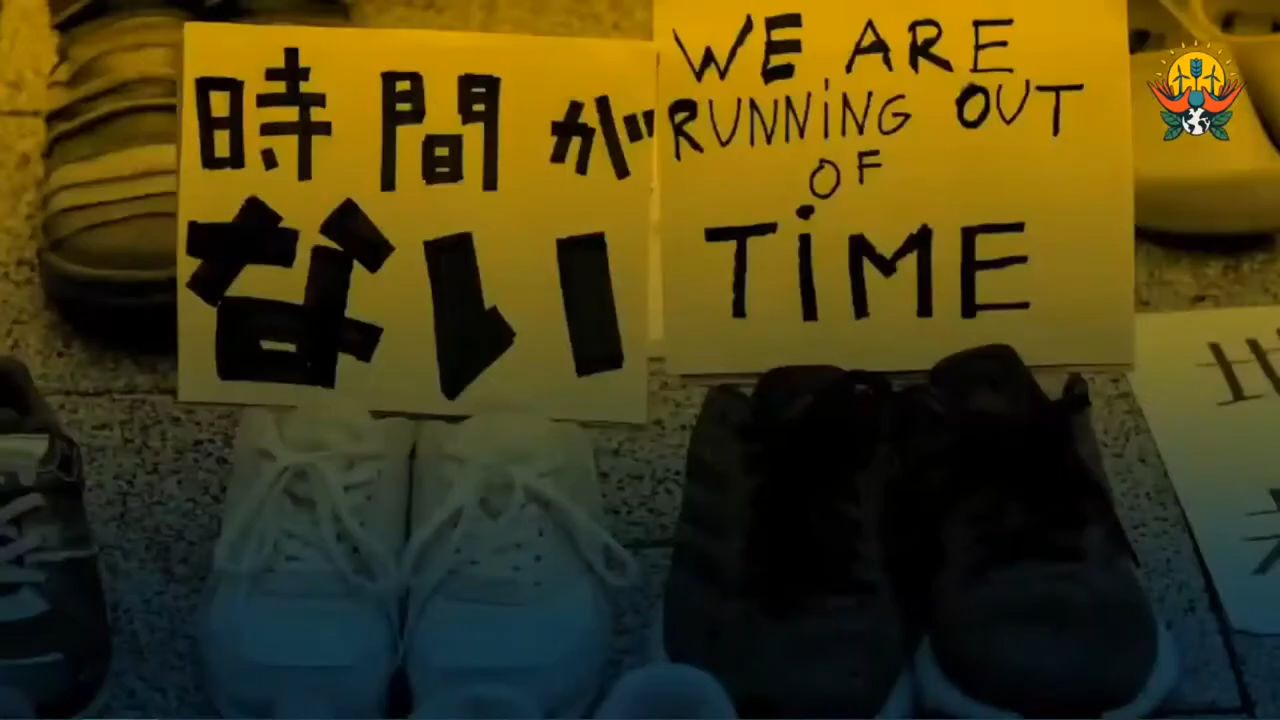 時間が
ない
WE ARE
RUNNiNG OUT
OF
TiME